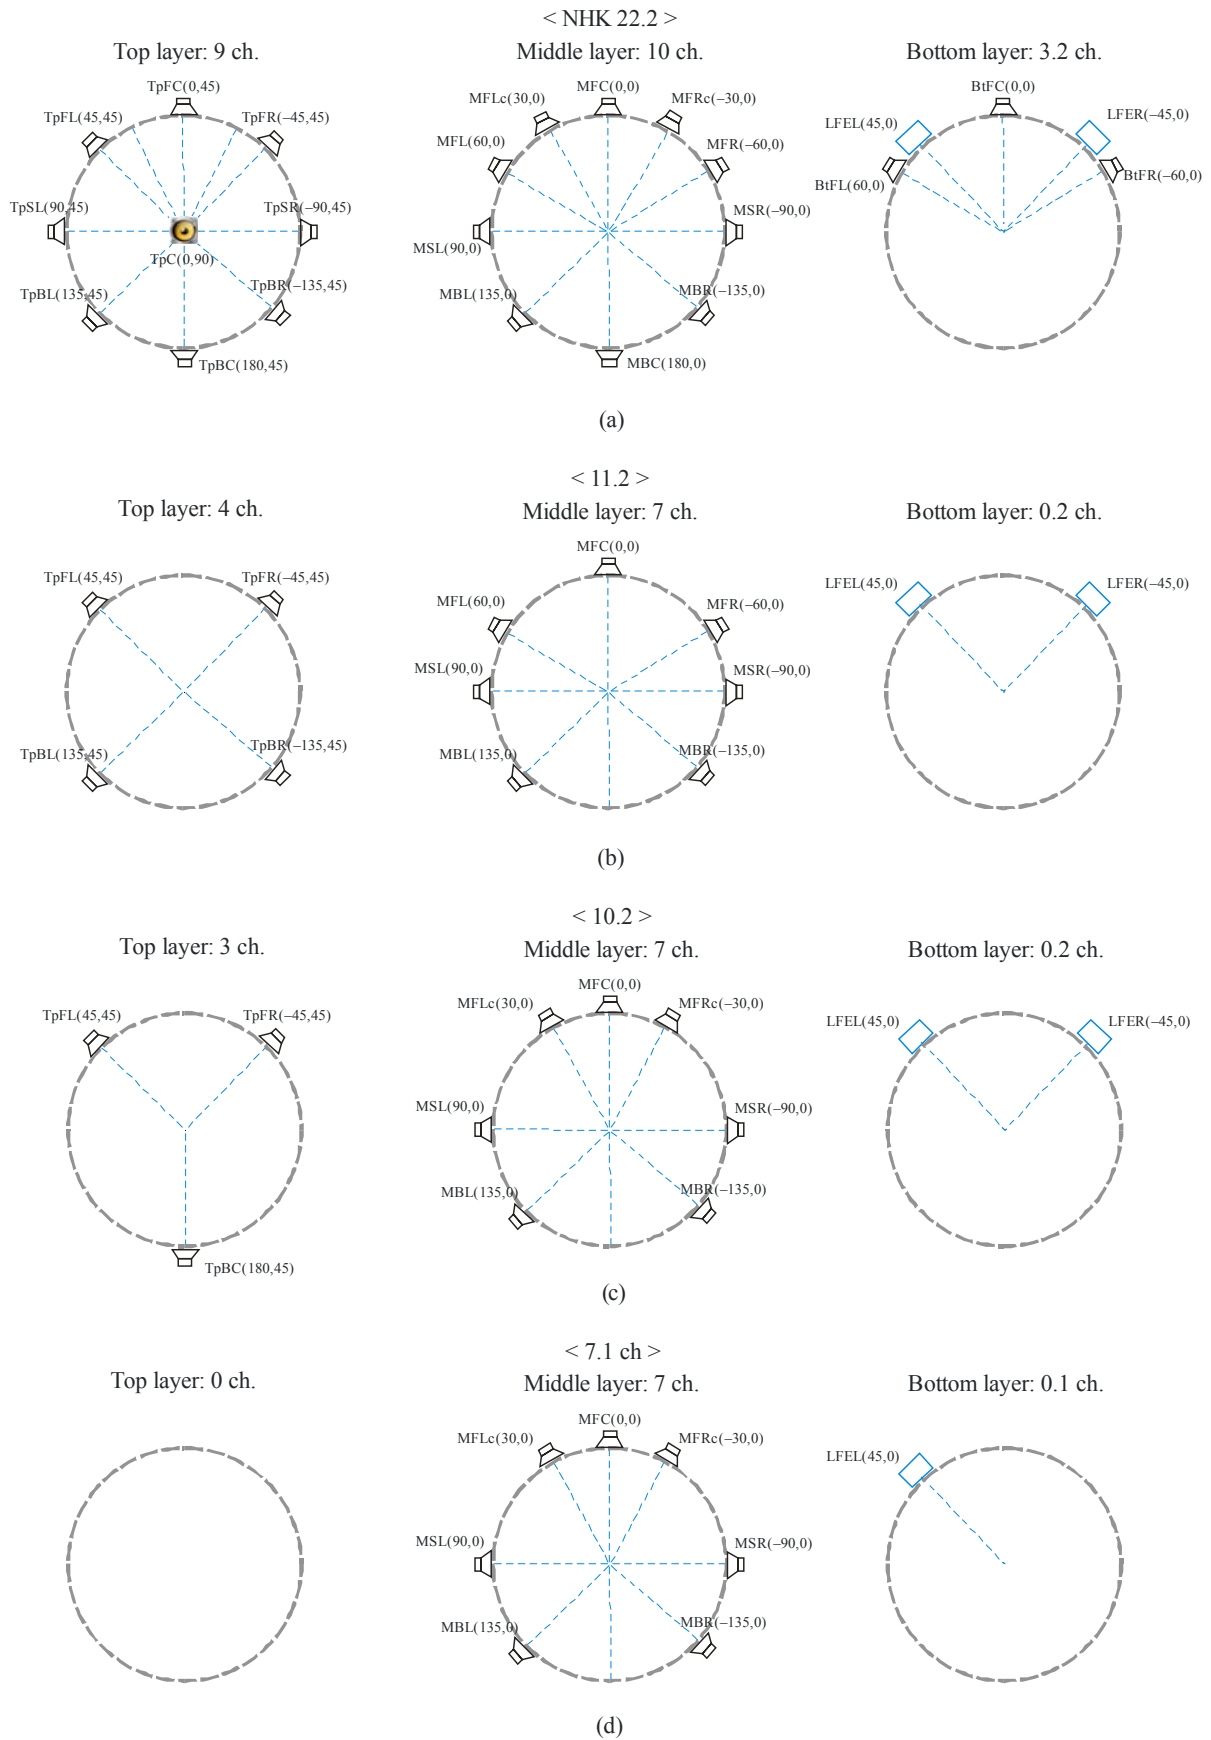 < NHK 22.2 >
Top layer: 9 ch.
Middle layer: 10 ch.
Bottom layer: 3.2 ch.
TpFC(0,45)
TpFL(45,45)
TpFR(–45,45)
TpSL(90,45)
TpSR(–90,45)
TpC(0,90)
TpBL(135,45)
TpBR(–135,45)
TpBC(180,45)
MFC(0,0)
MFLc(30,0)
MFRc(–30,0)
MFL(60,0)
MFR(–60,0)
MSL(90,0)
MSR(–90,0)
MBL(135,0)
MBR(–135,0)
MBC(180,0)
BtFC(0,0)
LFEL(45,0)
LFER(–45,0)
BtFL(60,0)
BtFR(–60,0)
(a)
< 11.2 >
Top layer: 4 ch.
Middle layer: 7 ch.
Bottom layer: 0.2 ch.
TpFL(45,45)
TpFR(–45,45)
TpBL(135,45)
TpBR(–135,45)
MFC(0,0)
MFL(60,0)
MFR(–60,0)
MSL(90,0)
MSR(–90,0)
MBL(135,0)
MBR(–135,0)
LFEL(45,0)
LFER(–45,0)
(b)
< 10.2 >
Top layer: 3 ch.
Middle layer: 7 ch.
Bottom layer: 0.2 ch.
TpFL(45,45)
TpFR(–45,45)
TpBC(180,45)
MFC(0,0)
MFLc(30,0)
MFRc(–30,0)
MSL(90,0)
MSR(–90,0)
MBL(135,0)
MBR(–135,0)
LFEL(45,0)
LFER(–45,0)
(c)
< 7.1 ch >
Top layer: 0 ch.
Middle layer: 7 ch.
Bottom layer: 0.1 ch.
MFC(0,0)
MFLc(30,0)
MFRc(–30,0)
MSL(90,0)
MSR(–90,0)
MBL(135,0)
MBR(–135,0)
LFEL(45,0)
(d)